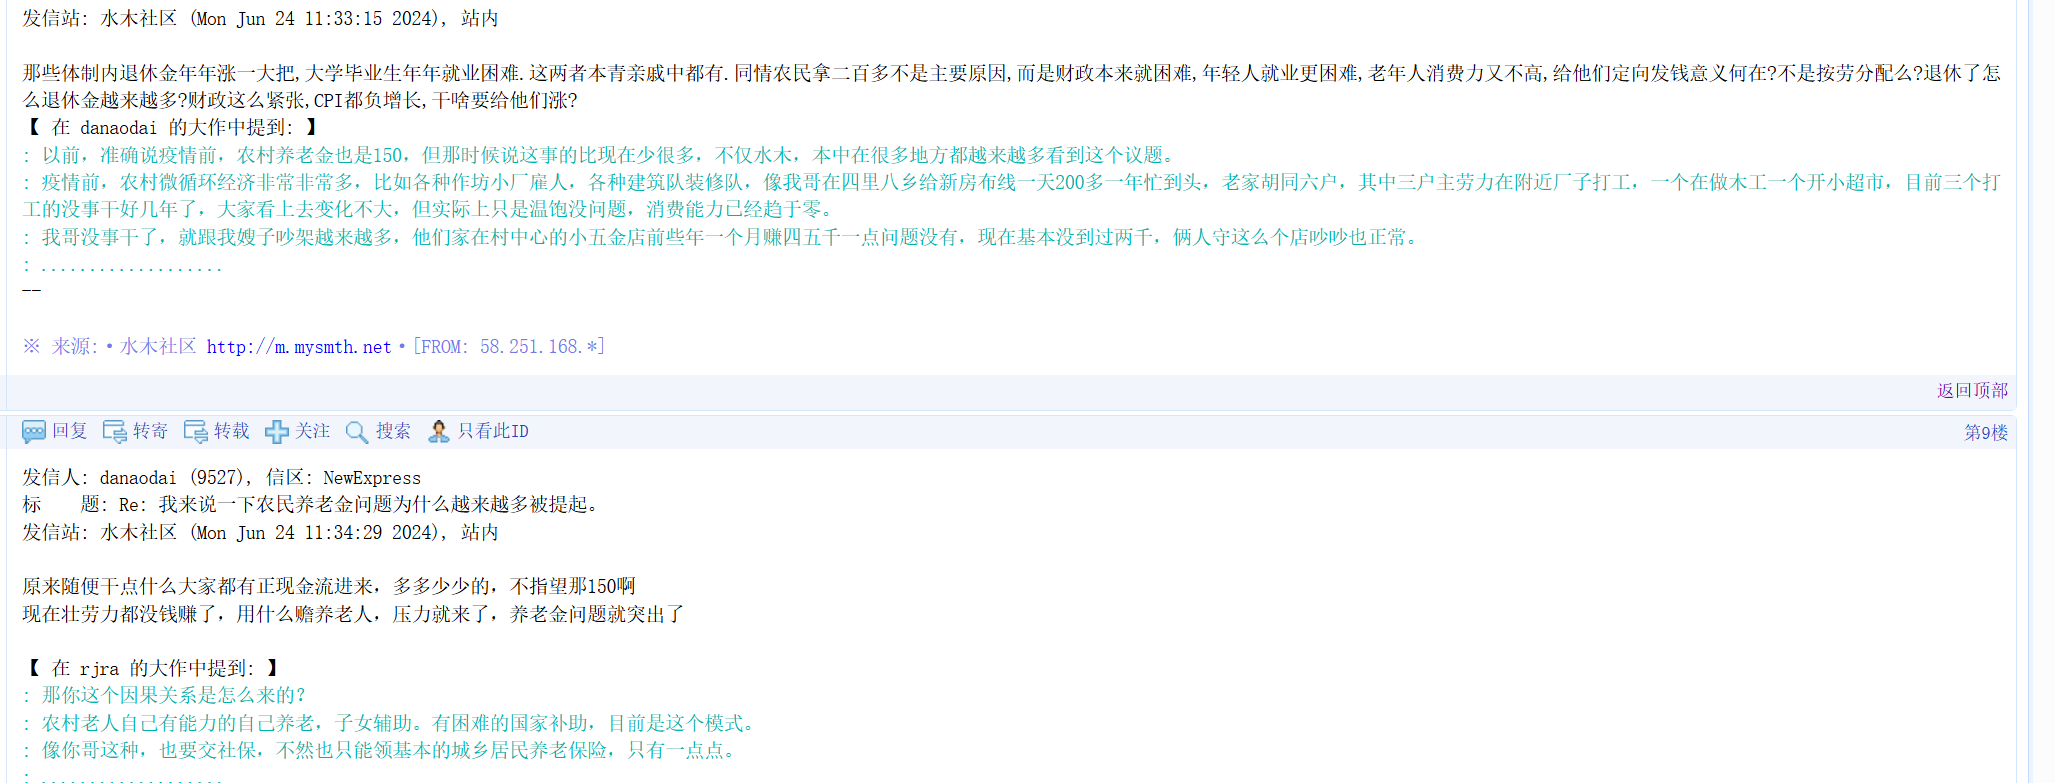 发信站: 水木社区 (Mon Jun 24 11:33:15 2024), 站内
那些体制内退休金年年涨一大把,大学毕业生年年就业困难.这两者本青亲戚中都有.同情农民拿二百多不是主要原因,而是财政本来就困难,年轻人就业更困难,老年人消费力又不高,给他们定向发钱意义何在?不是按劳分配么?退休了怎
么退休金越来越多?财政这么紧张,CPI都负增长,干啥要给他们涨?
【 在 danaodai 的大作中提到: 】
: 以前，准确说疫情前，农村养老金也是150，但那时候说这事的比现在少很多，不仅水木，本中在很多地方都越来越多看到这个议题。
: 疫情前，农村微循环经济非常非常多，比如各种作坊小厂雇人，各种建筑队装修队，像我哥在四里八乡给新房布线一天200多一年忙到头，老家胡同六户，其中三户主劳力在附近厂子打工，一个在做木工一个开小超市，目前三个打
工的没事干好几年了，大家看上去变化不大，但实际上只是温饱没问题，消费能力已经趋于零。
: 我哥没事干了，就跟我嫂子吵架越来越多，他们家在村中心的小五金店前些年一个月赚四五千一点问题没有，现在基本没到过两千，俩人守这么个店吵吵也正常。
: ...................
--
※ 来源:·水木社区 http://m.mysmth.net·[FROM: 58.251.168.*]
返回顶部
回复 转寄 转载 关注 搜索 只看此ID 第9楼
发信人: danaodai (9527), 信区: NewExpress
标　　题: Re: 我来说一下农民养老金问题为什么越来越多被提起。
发信站: 水木社区 (Mon Jun 24 11:34:29 2024), 站内
原来随便干点什么大家都有正现金流进来，多多少少的，不指望那150啊
现在壮劳力都没钱赚了，用什么赡养老人，压力就来了，养老金问题就突出了
【 在 rjra 的大作中提到: 】
: 那你这个因果关系是怎么来的？
: 农村老人自己有能力的自己养老，子女辅助。有困难的国家补助，目前是这个模式。
: 像你哥这种，也要交社保，不然也只能领基本的城乡居民养老保险，只有一点点。
: ...................